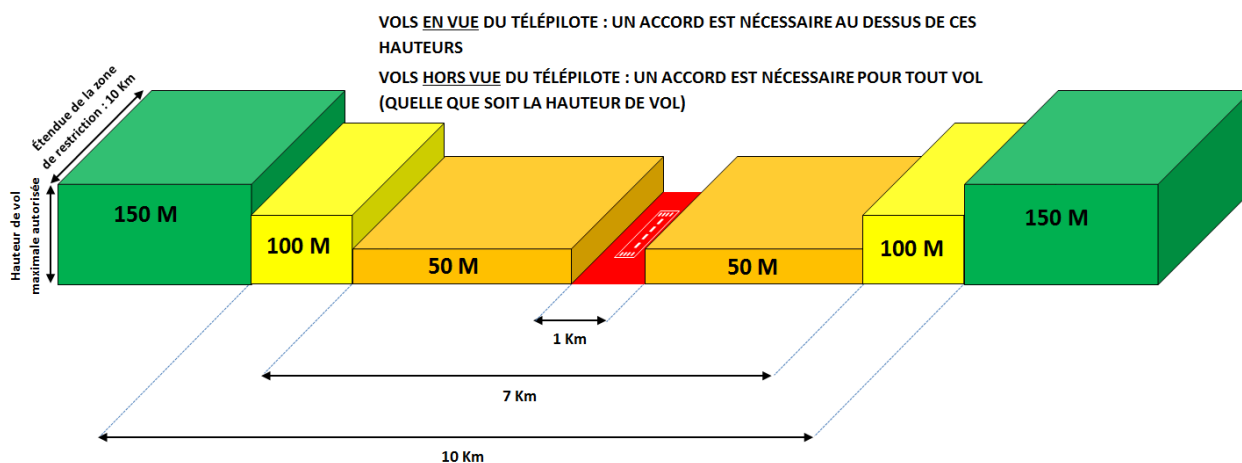 VOLS EN VUE DU TÉLÉPILOTE : UN ACCORD EST NÉCESSAIRE AU DESSUS DE CES
HAUTEURS
VOLS HORS VUE DU TÉLÉPILOTE : UN ACCORD EST NÉCESSAIRE POUR TOUT VOL
(QUELLE QUE SOIT LA HAUTEUR DE VOL)
Étendue de la zone
de restriction : 10 Km
Hauteur de vol
maximale autorisée
150 M
100 M
50 M
50 M
100 M
150 M
1 Km
7 Km
10 Km